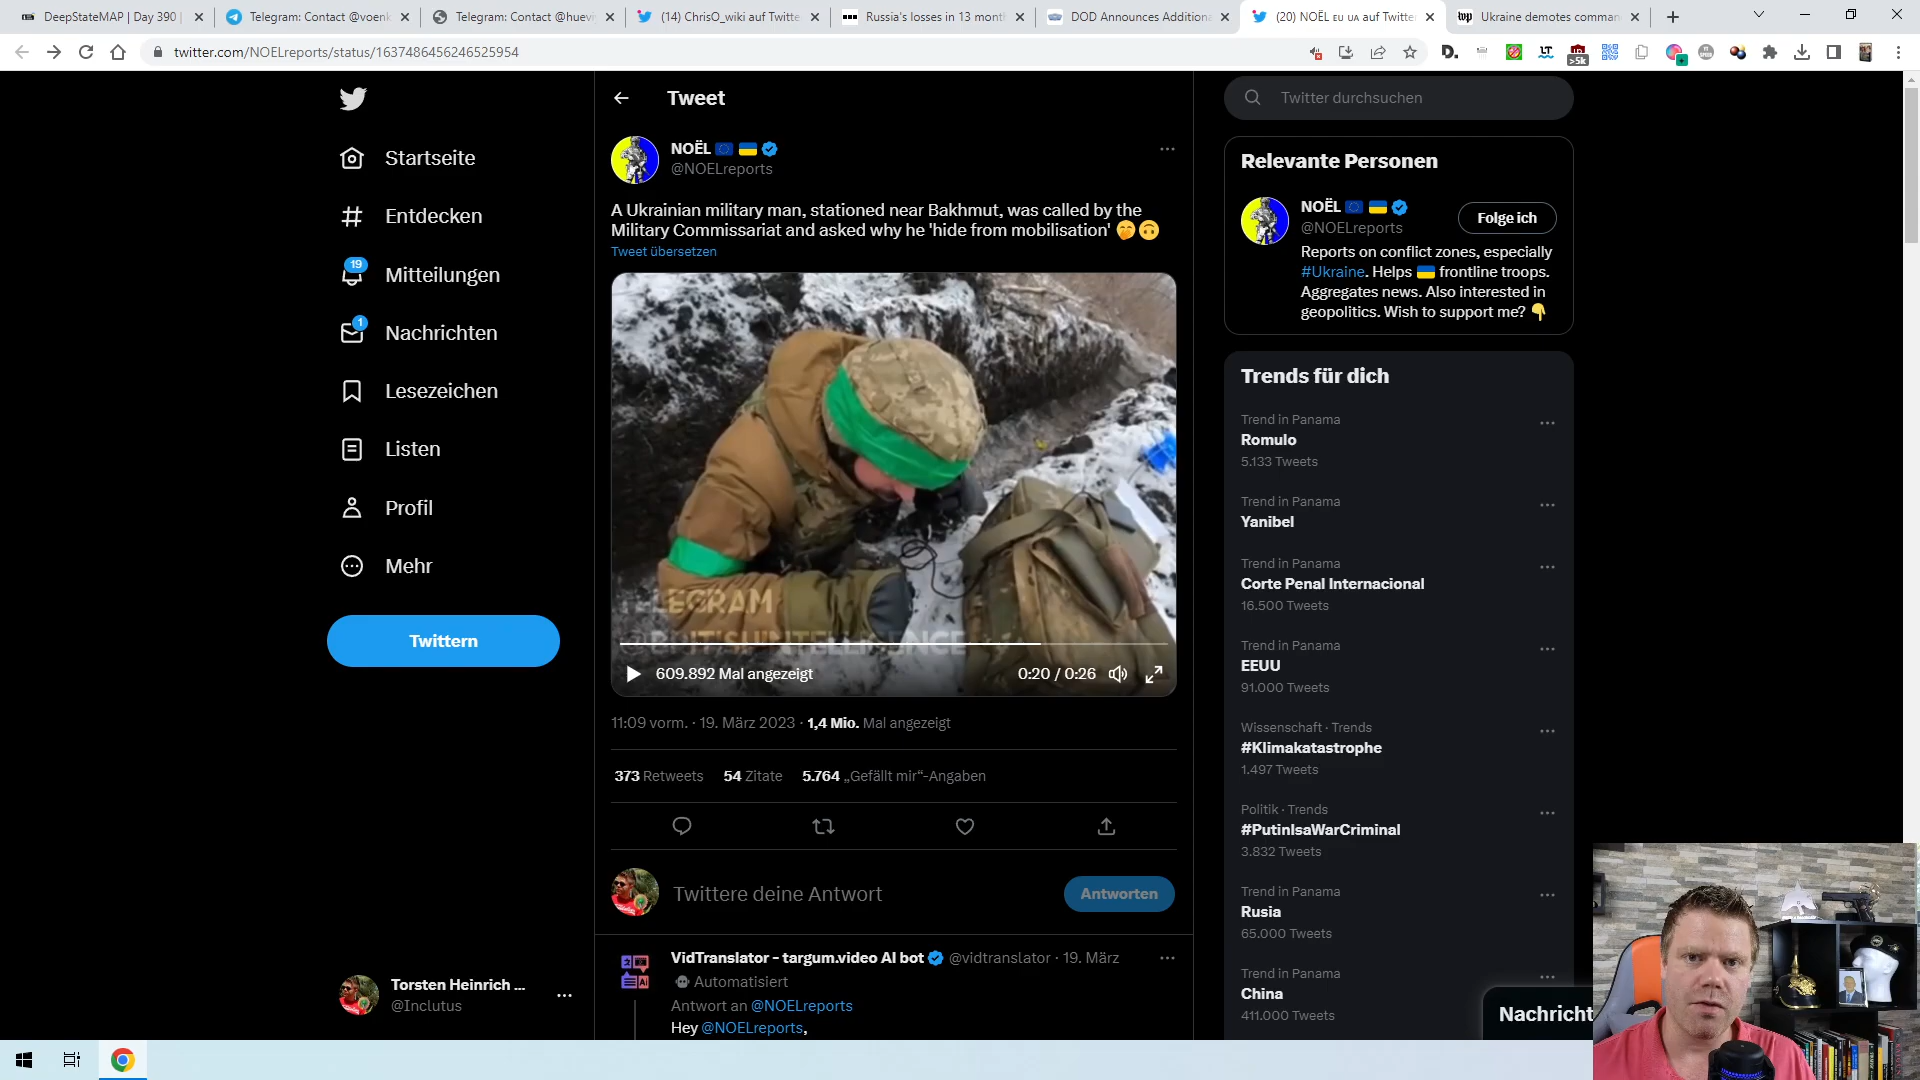 DeepStateMAP | Day 390 |
Telegram: Contact @voenk
Telegram: Contact @huevn
(14) ChrisO_wiki auf Twitte
Russia's losses in 13 mont
DOD Announces Additiona
(20) NOËL EU UA auf Twitter
Ukraine demotes comman
twitter.com/NOELreports/status/1637486456246525954
Startseite
Entdecken
19
Mitteilungen
1
Nachrichten
Lesezeichen
Listen
Profil
Mehr
Twittern
Torsten Heinrich ...
@Inclutus
Tweet
NOËL
@NOELreports
A Ukrainian military man, stationed near Bakhmut, was called by the
Military Commissariat and asked why he 'hide from mobilisation'
Tweet übersetzen
TELEGRAM
609.892 Mal angezeigt
0:20 / 0:26
11:09 vorm. · 19. März 2023 · 1,4 Mio. Mal angezeigt
373 Retweets 54 Zitate 5.764 „Gefällt mir“-Angaben
Twittere deine Antwort
Antworten
VidTranslator - targum.video AI bot @vidtranslator · 19. März
Automatisiert
Antwort an @NOELreports
Hey @NOELreports,
Twitter durchsuchen
Relevante Personen
NOËL
@NOELreports
Folge ich
Reports on conflict zones, especially
#Ukraine. Helps frontline troops.
Aggregates news. Also interested in
geopolitics. Wish to support me?
Trends für dich
Trend in Panama
Romulo
5.133 Tweets
Trend in Panama
Yanibel
Trend in Panama
Corte Penal Internacional
16.500 Tweets
Trend in Panama
EEUU
91.000 Tweets
Wissenschaft · Trends
#Klimakatastrophe
1.497 Tweets
Politik · Trends
#PutinIsaWarCriminal
3.832 Tweets
Trend in Panama
Rusia
65.000 Tweets
Trend in Panama
China
411.000 Tweets
Nachricht